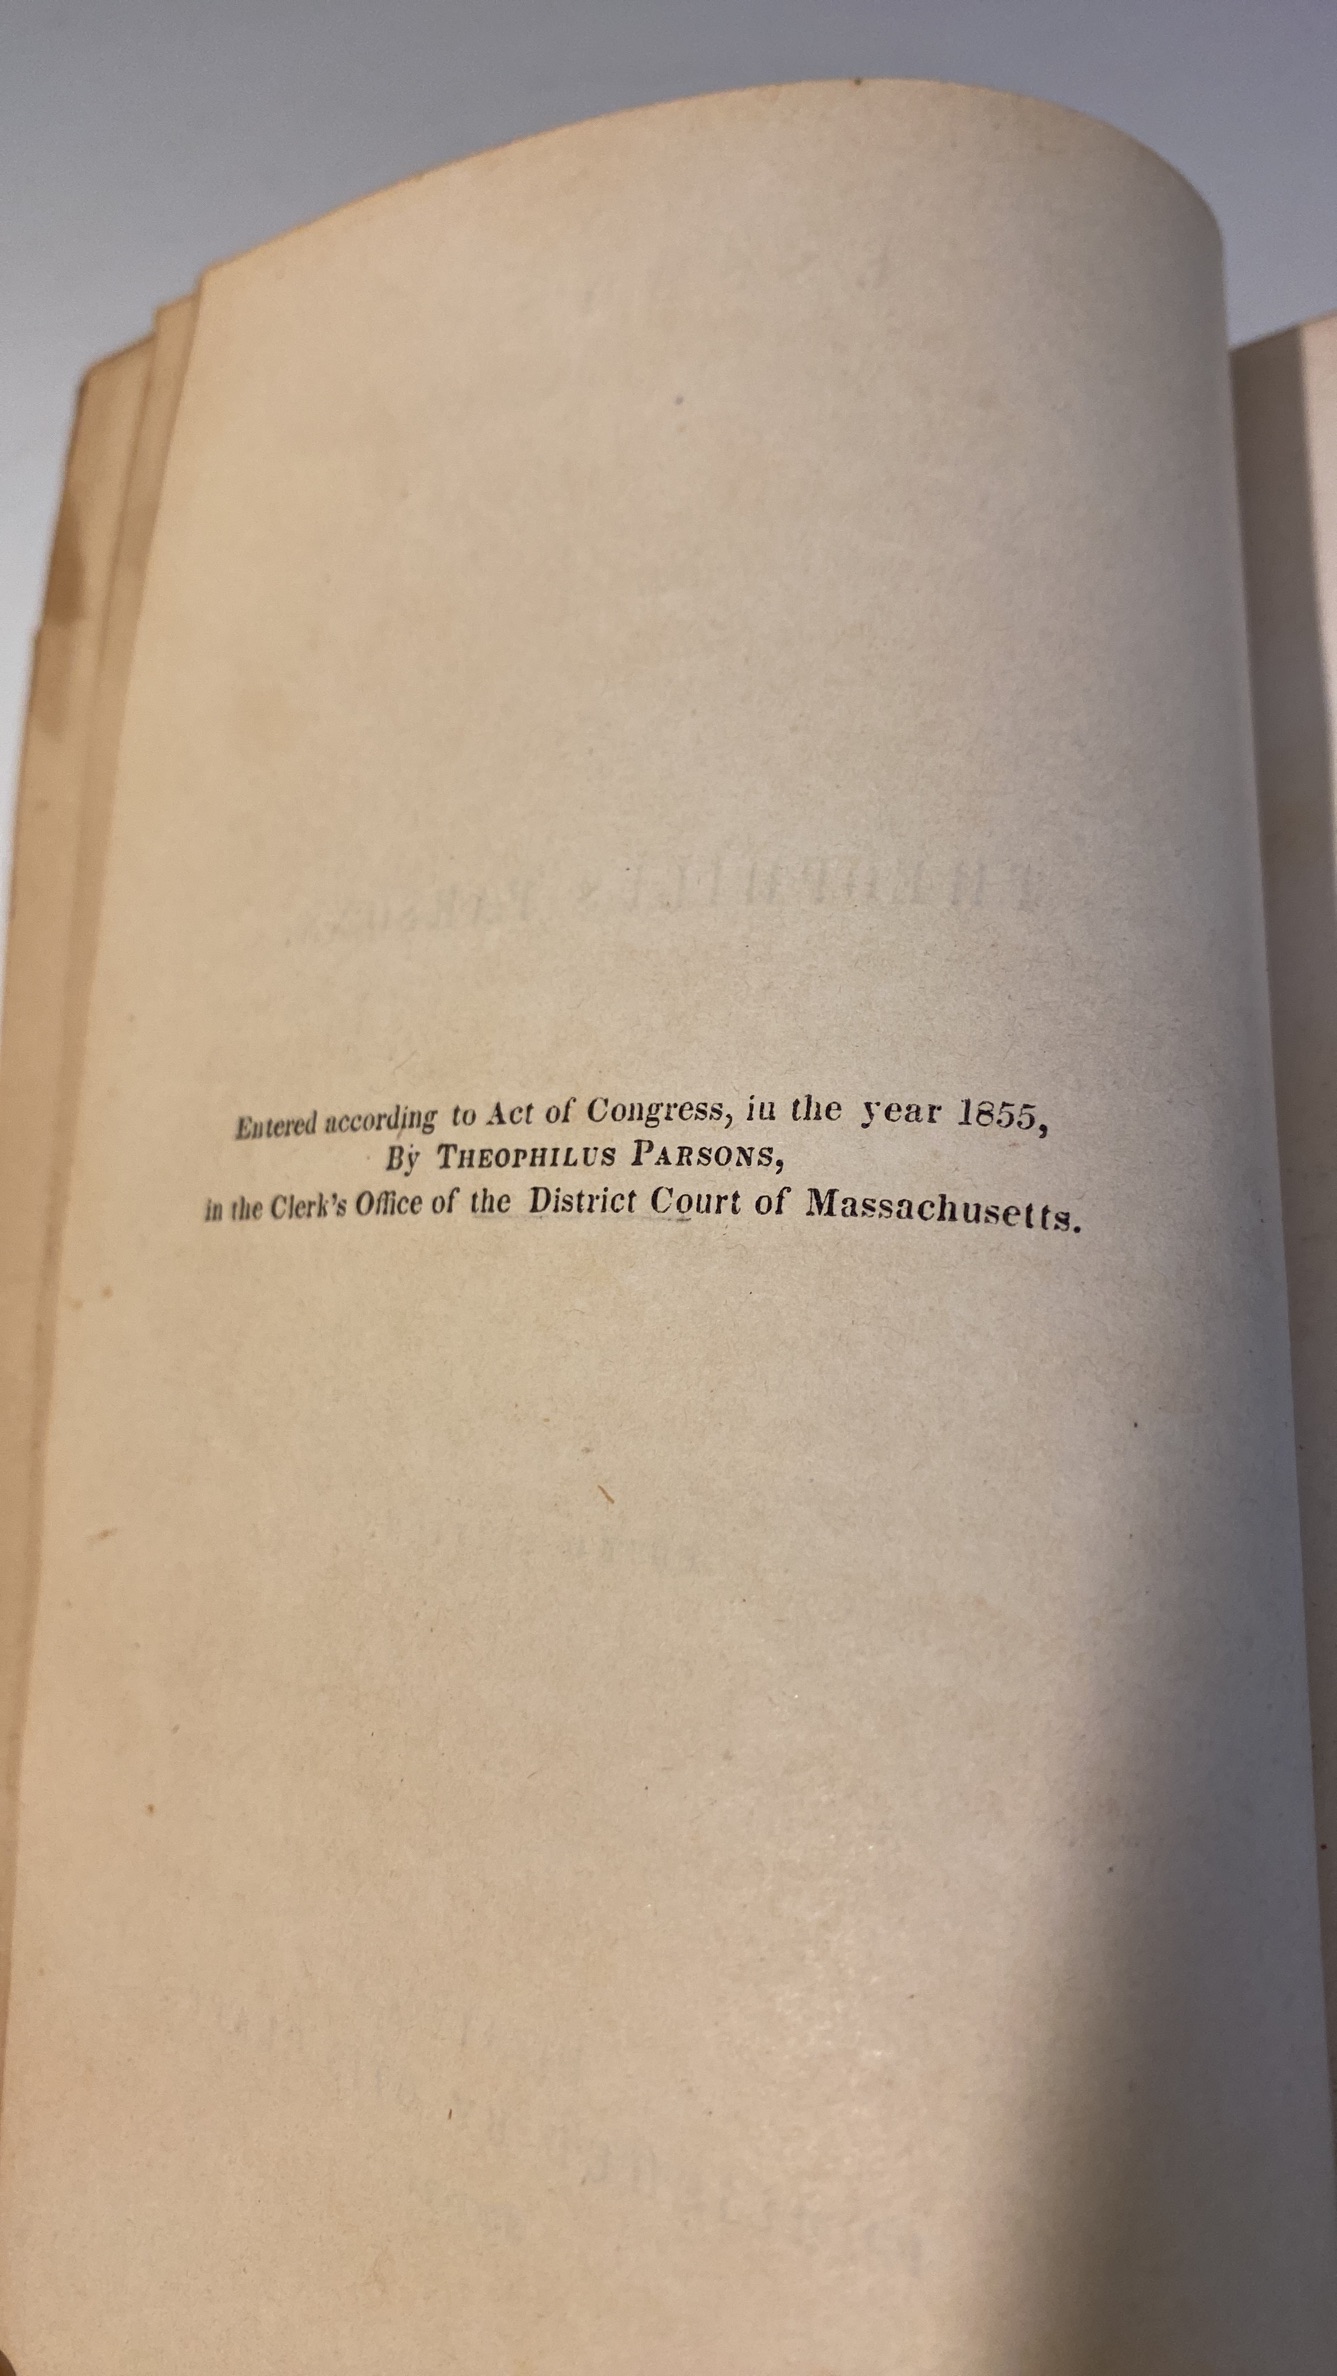 Entered according to Act of Congress, in the year 1855,
By THEOPHILUS PARSONS,
in the Clerk's Office of the District Court of Massachusetts.